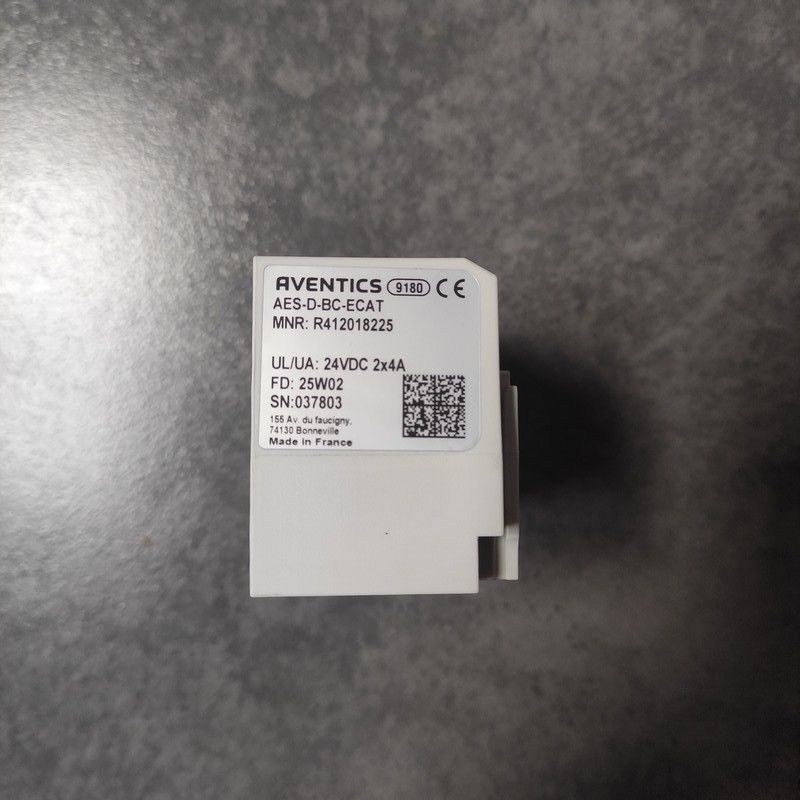 AVENTICS 9180 CE
AES-D-BC-ECAT
MNR: R412018225
UL/UA: 24VDC 2x4A
FD: 25W02
SN:037803
155 Av. du faucigny,
74130 Bonneville
Made in France